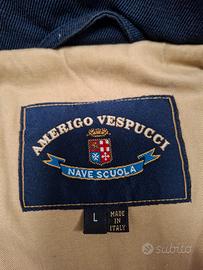 AMERIGO VESPUCCI
NAVE SCUOLA
L
MADE
IN
ITALY
subito